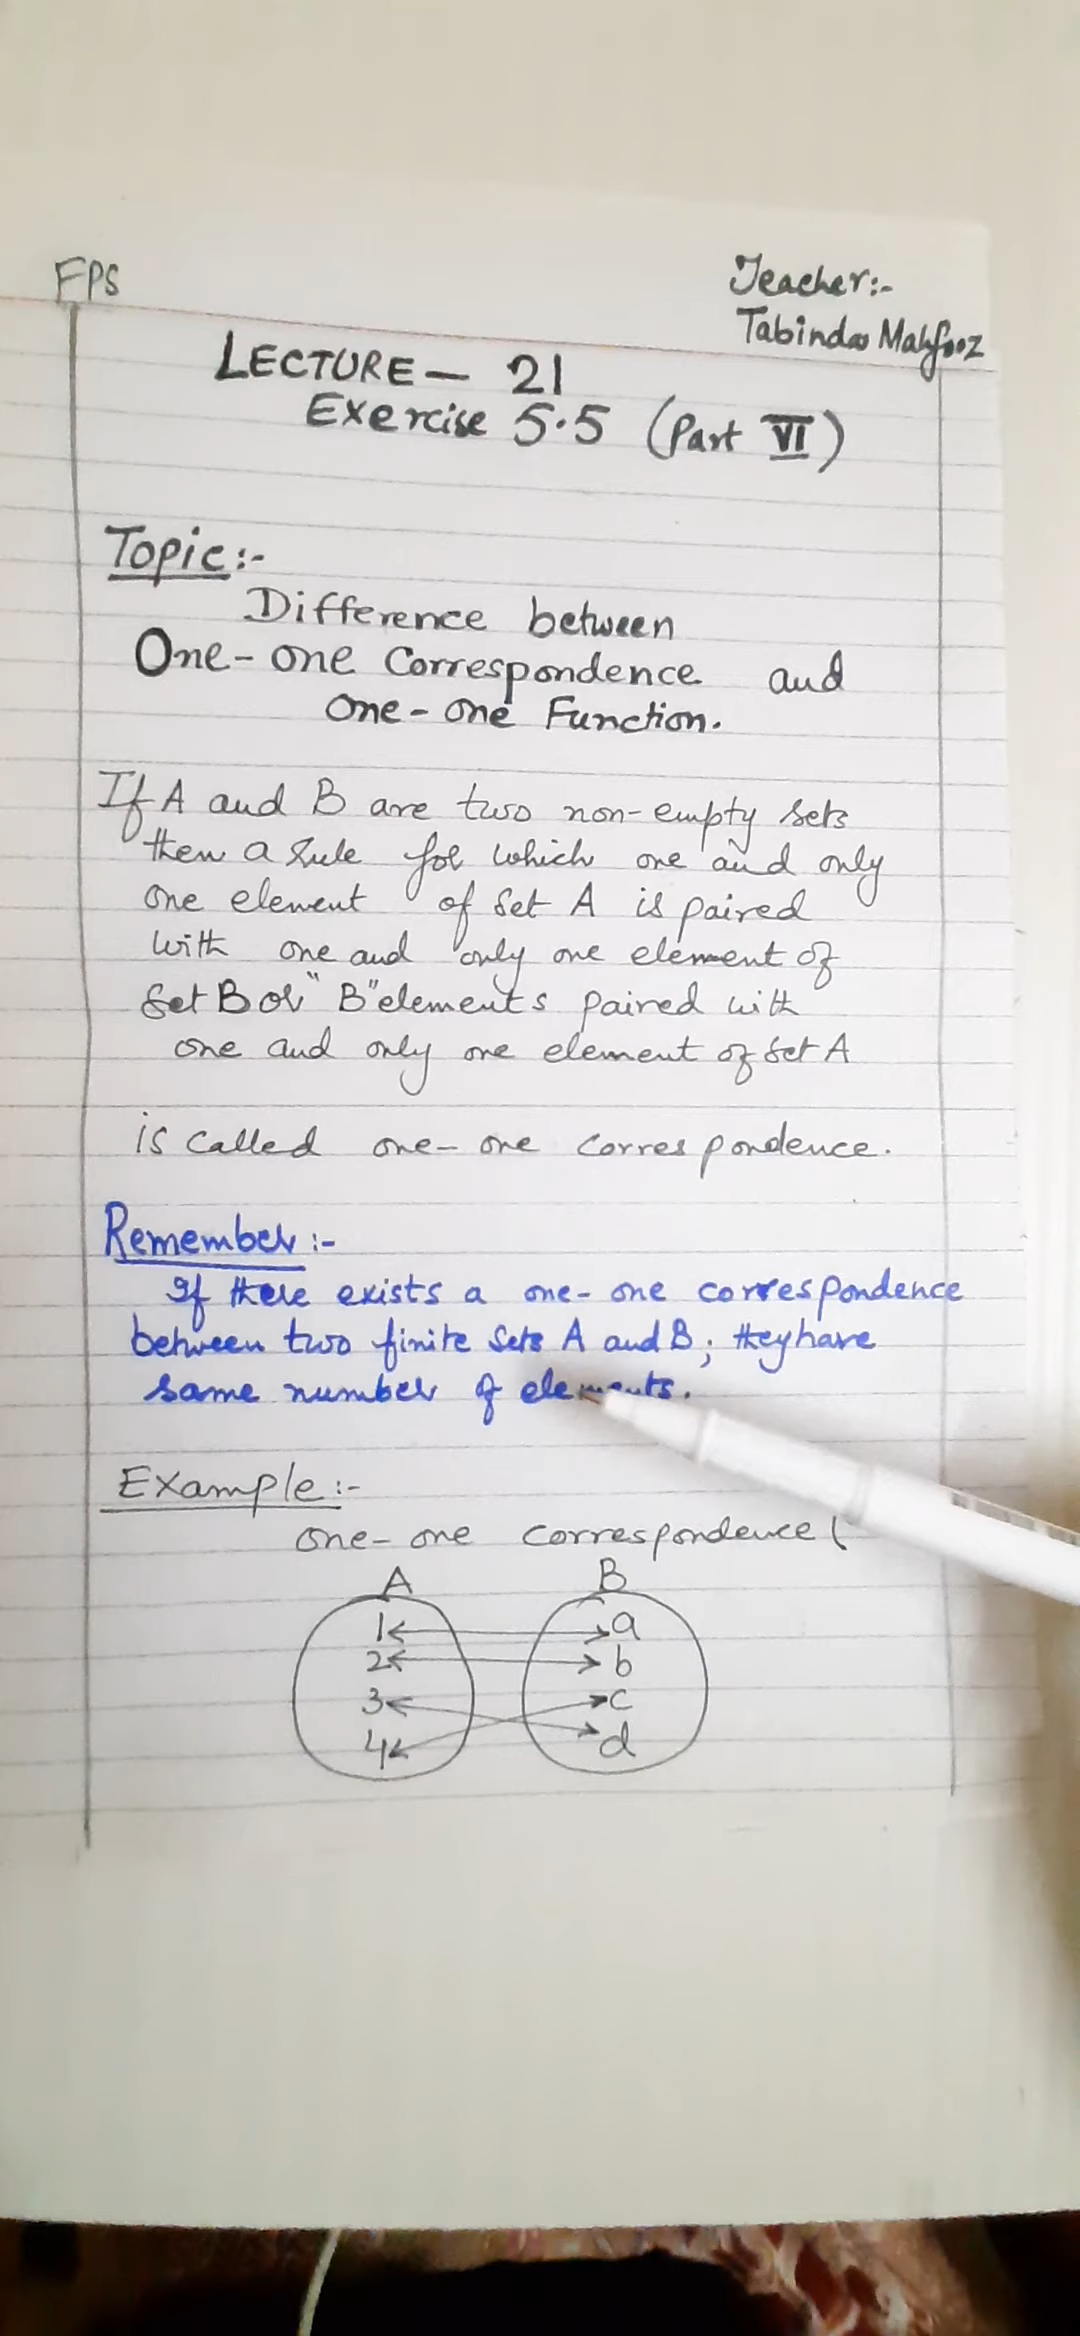 FPS
Teacher:-
Tabinda Mahfooz
LECTURE - 21
Exercise 5.5 (Part VI)
Topic:-
Difference between
One-one Correspondence and
One-one Function.
If A and B are two non-empty sets
then a rule for which one and only
one element of set A is paired
with one and only one element of
set B or "B" elements paired with
one and only one element of set A
is called one-one correspondence.
Remember:-
If there exists a one-one correspondence
between two finite sets A and B; they have
same number of elements.
Example:-
one-one correspondence (
A B
1 a
2 b
3 c
4 d